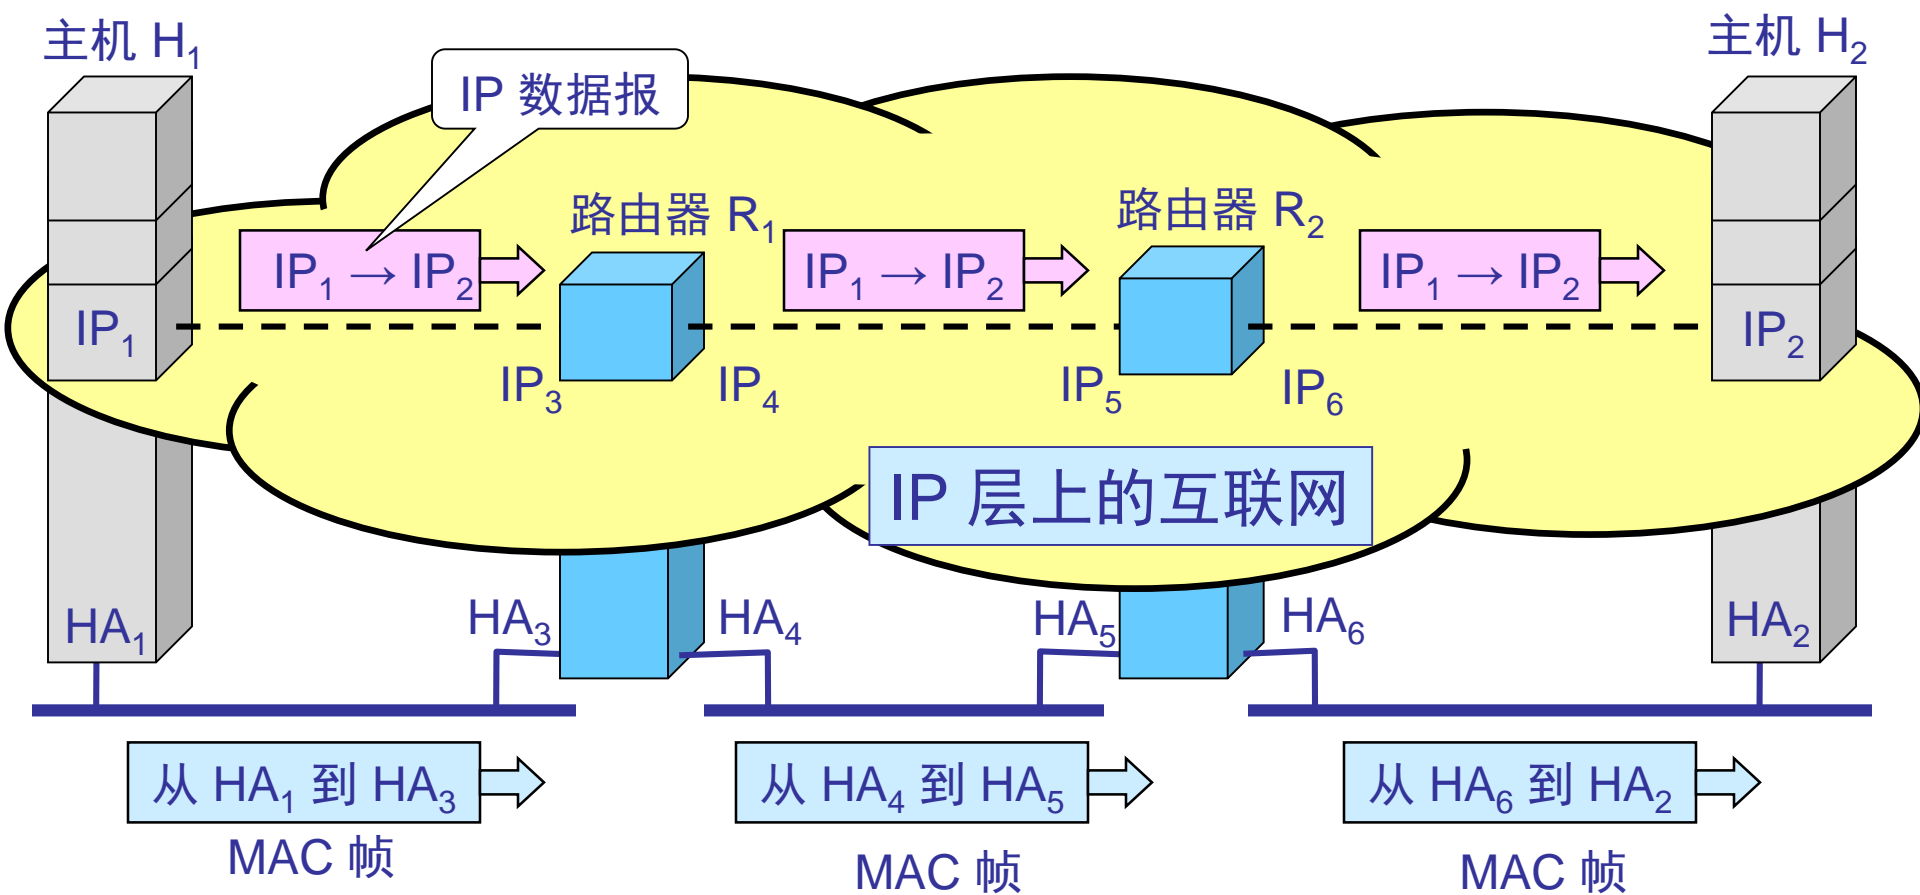 主机 H1
主机 H2
IP 数据报
路由器 R1
路由器 R2
IP1 → IP2
IP1 → IP2
IP1 → IP2
IP1
IP2
IP3
IP4
IP5
IP6
IP 层上的互联网
HA1
HA3
HA4
HA5
HA6
HA2
从 HA1 到 HA3
从 HA4 到 HA5
从 HA6 到 HA2
MAC 帧
MAC 帧
MAC 帧